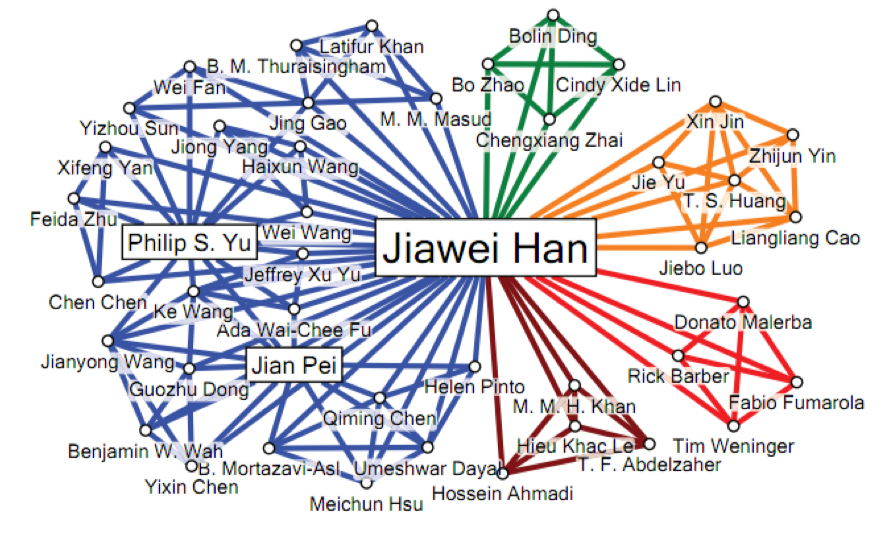 Bolin Ding
Latifur Khan
B. M. Thuraisingham
Wei Fan
Bo Zhao
Cindy Xide Lin
Xin Jin
Yizhou Sun
Jing Gao
M. M. Masud
Jiong Yang
Chengxiang Zhai
Zhijun Yin
Xifeng Yan
Haixun Wang
Jie Yu
T. S. Huang
Feida Zhu
Wei Wang
Philip S. Yu
Jiawei Han
Liangliang Cao
Jeffrey Xu Yu
Jiebo Luo
Chen Chen
Ke Wang
Ada Wai-Chee Fu
Donato Malerba
Jianyong Wang
Jian Pei
Guozhu Dong
Helen Pinto
Rick Barber
M. M. H. Khan
Fabio Fumarola
Qiming Chen
Hieu Khac Le
Tim Weninger
Benjamin W. Wah
B. Mortazavi-Asl
Umeshwar Dayal
T. F. Abdelzaher
Yixin Chen
Hossein Ahmadi
Meichun Hsu